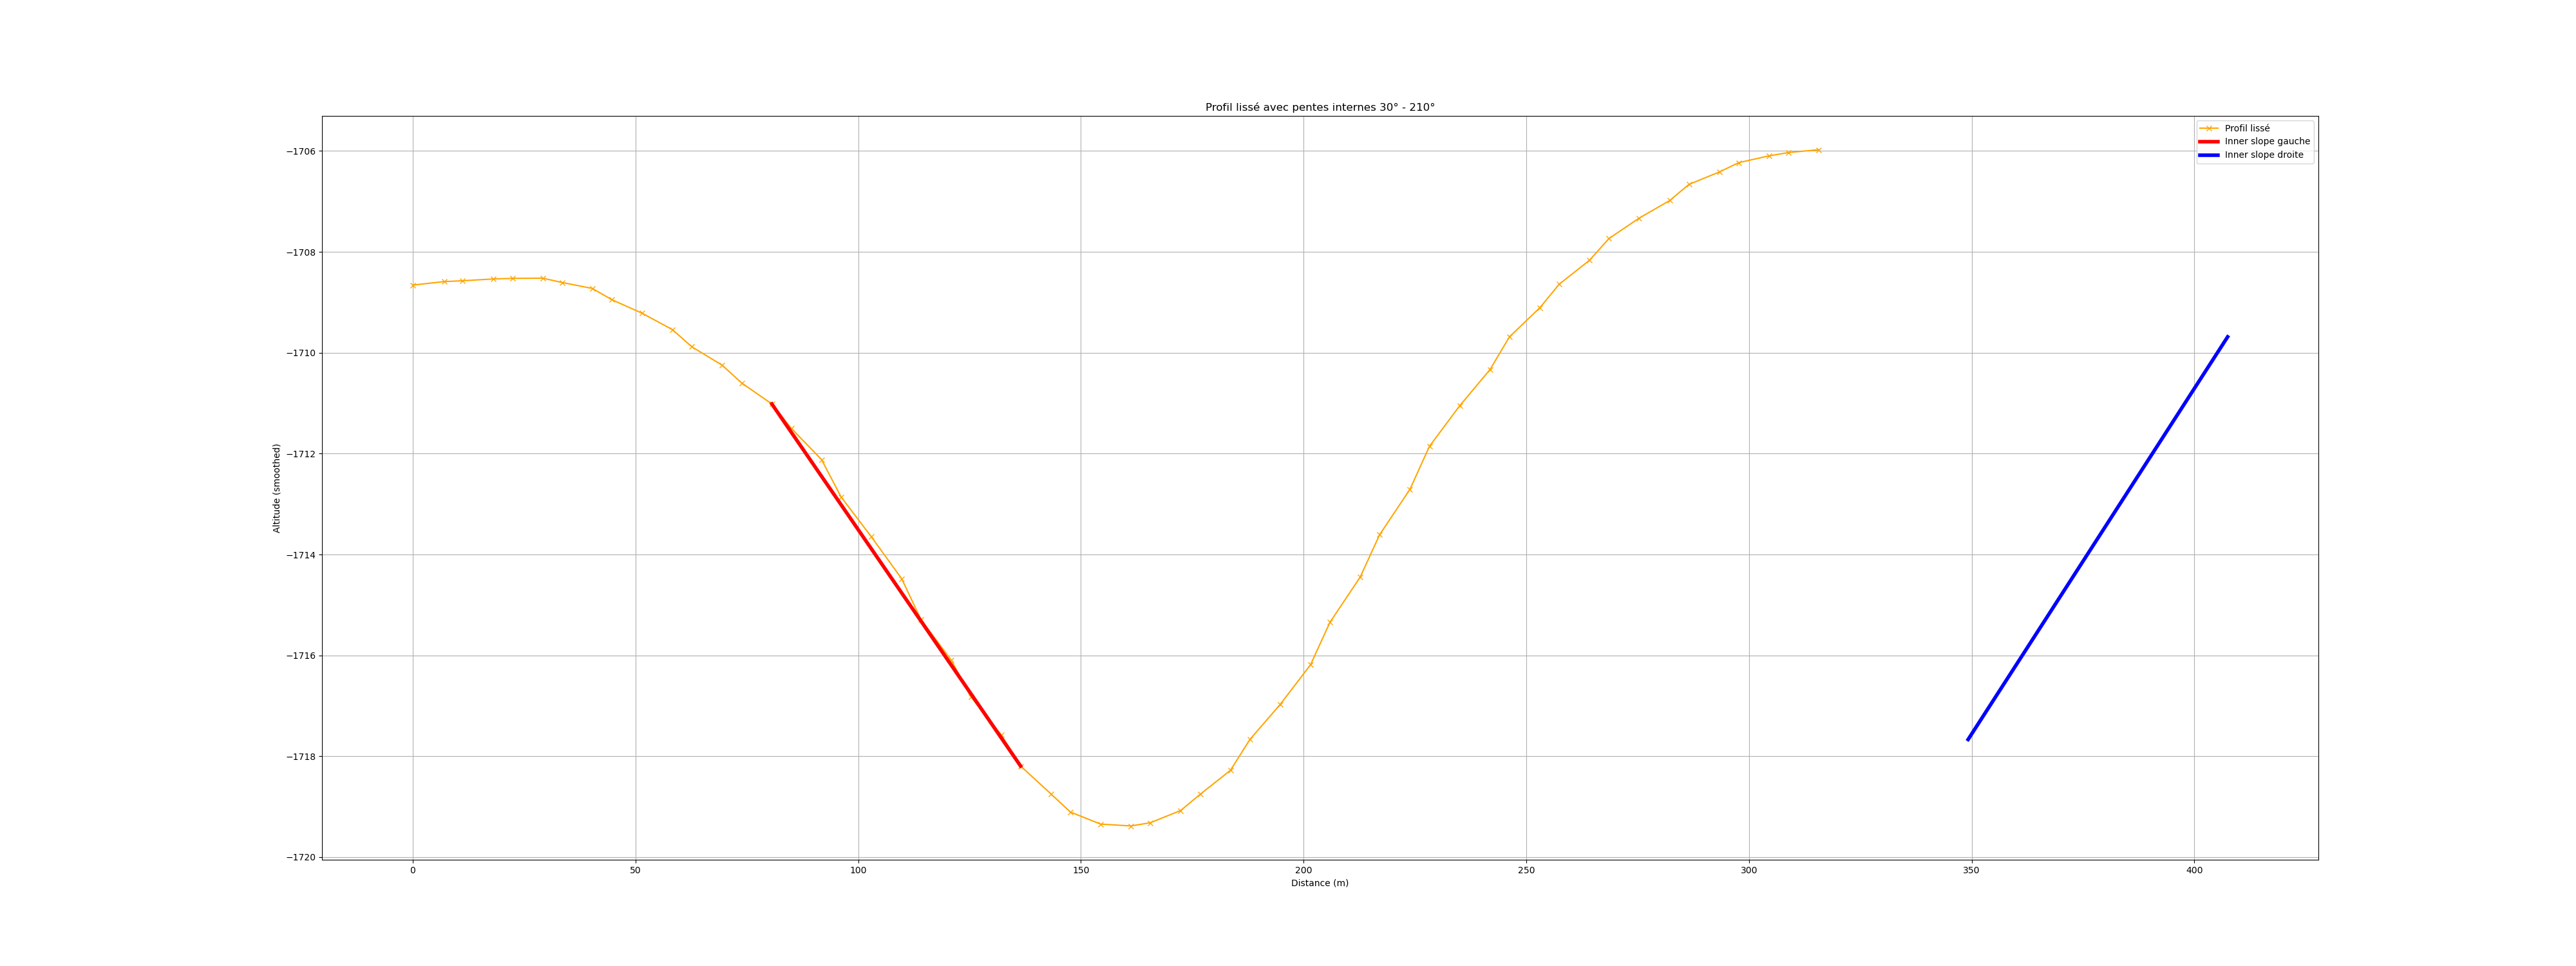 Profil lissé avec pentes internes 30° - 210°
Profil lissé
Inner slope gauche
Inner slope droite
Altitude (smoothed)
−1706
−1708
−1710
−1712
−1714
−1716
−1718
−1720
0 50 100 150 200 250 300 350 400
Distance (m)